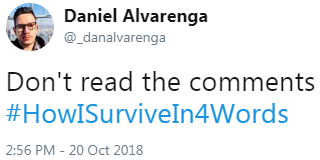 Daniel Alvarenga
@_danalvarenga
Don't read the comments
#HowISurviveIn4Words
2:56 PM - 20 Oct 2018